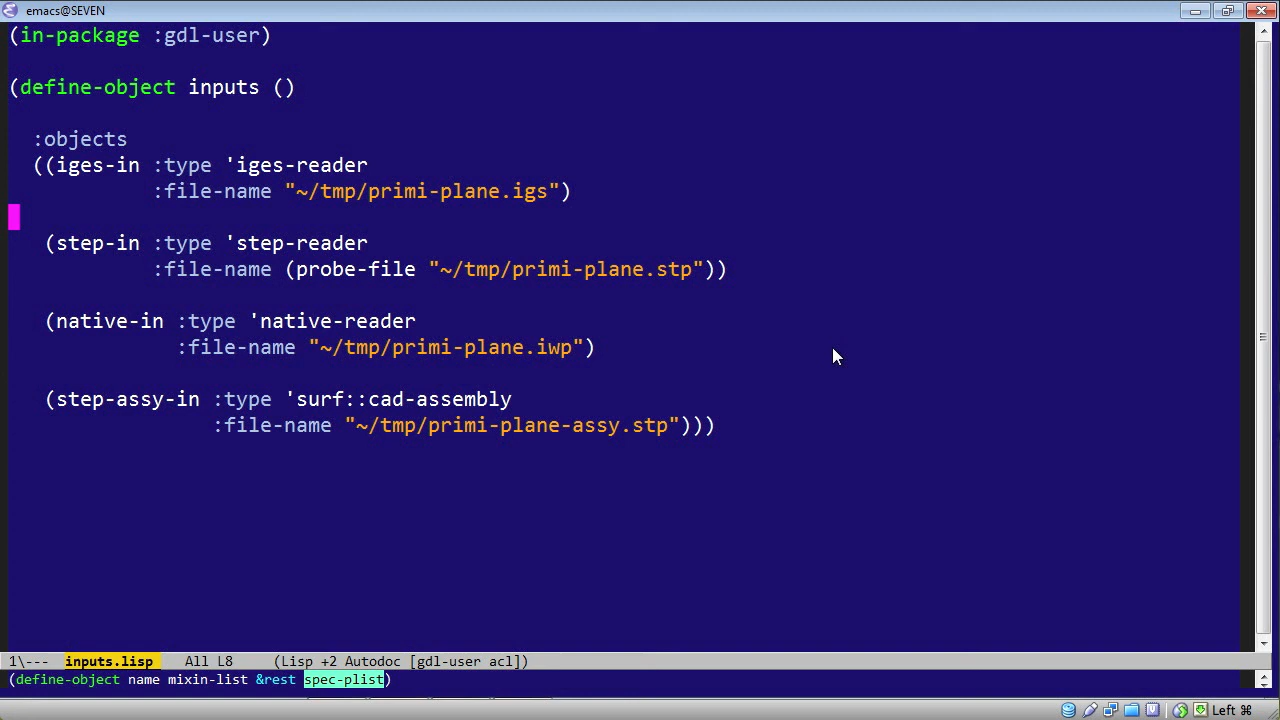 emacs@SEVEN
(in-package :gdl-user)
(define-object inputs ()
:objects
((iges-in :type 'iges-reader
:file-name "~/tmp/primi-plane.igs")
(step-in :type 'step-reader
:file-name (probe-file "~/tmp/primi-plane.stp"))
(native-in :type 'native-reader
:file-name "~/tmp/primi-plane.iwp")
(step-assy-in :type 'surf::cad-assembly
:file-name "~/tmp/primi-plane-assy.stp")))
1\--- inputs.lisp All L8 (Lisp +2 Autodoc [gdl-user acl])
(define-object name mixin-list &rest spec-plist)
Left ⌘